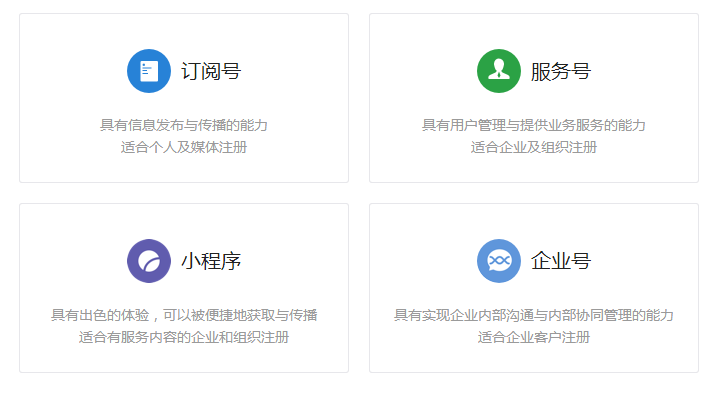 订阅号
具有信息发布与传播的能力
适合个人及媒体注册
服务号
具有用户管理与提供业务服务的能力
适合企业及组织注册
小程序
具有出色的体验，可以被便捷地获取与传播
适合有服务内容的企业和组织注册
企业号
具有实现企业内部沟通与内部协同管理的能力
适合企业客户注册